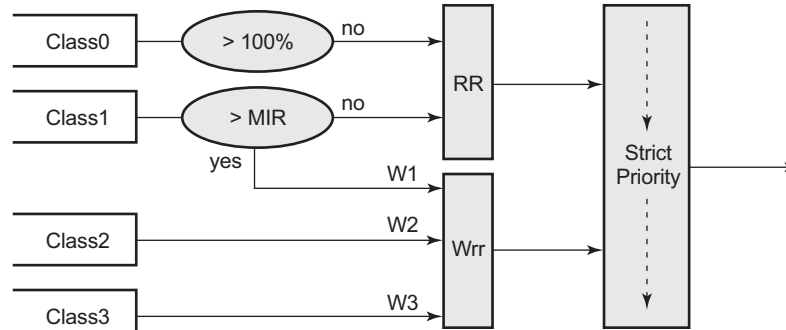 Class0
> 100%
no
Class1
> MIR
no
yes
RR
W1
Class2
W2
Wrr
Class3
W3
Strict
Priority